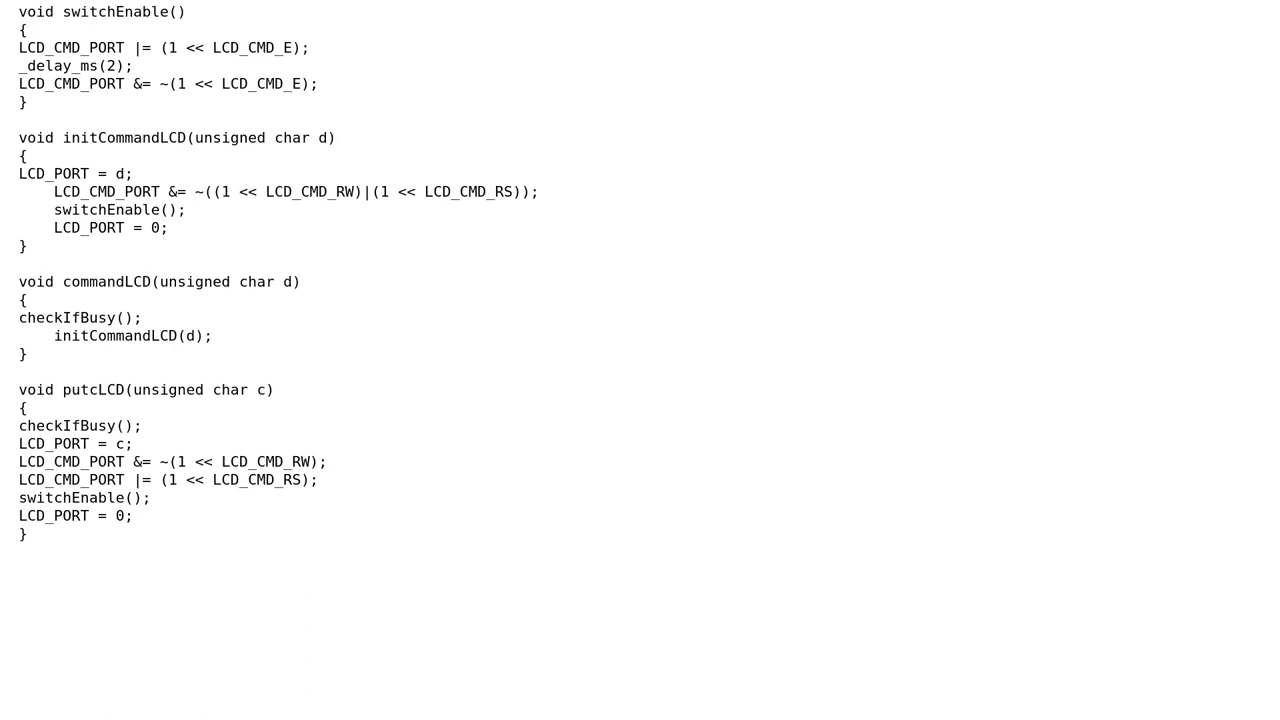 void switchEnable()
{
LCD_CMD_PORT |= (1 << LCD_CMD_E);
_delay_ms(2);
LCD_CMD_PORT &= ~(1 << LCD_CMD_E);
}

void initCommandLCD(unsigned char d)
{
LCD_PORT = d;
    LCD_CMD_PORT &= ~((1 << LCD_CMD_RW)|(1 << LCD_CMD_RS));
    switchEnable();
    LCD_PORT = 0;
}

void commandLCD(unsigned char d)
{
checkIfBusy();
    initCommandLCD(d);
}

void putcLCD(unsigned char c)
{
checkIfBusy();
LCD_PORT = c;
LCD_CMD_PORT &= ~(1 << LCD_CMD_RW);
LCD_CMD_PORT |= (1 << LCD_CMD_RS);
switchEnable();
LCD_PORT = 0;
}